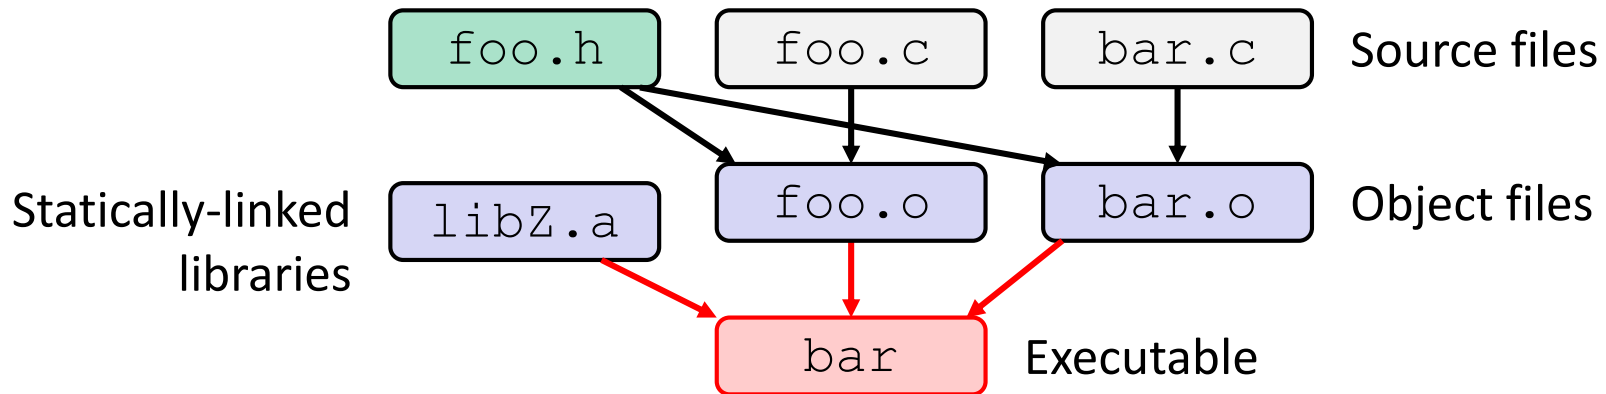 foo.h foo.c bar.c Source files
Statically-linked
libraries
libZ.a foo.o bar.o Object files
bar Executable